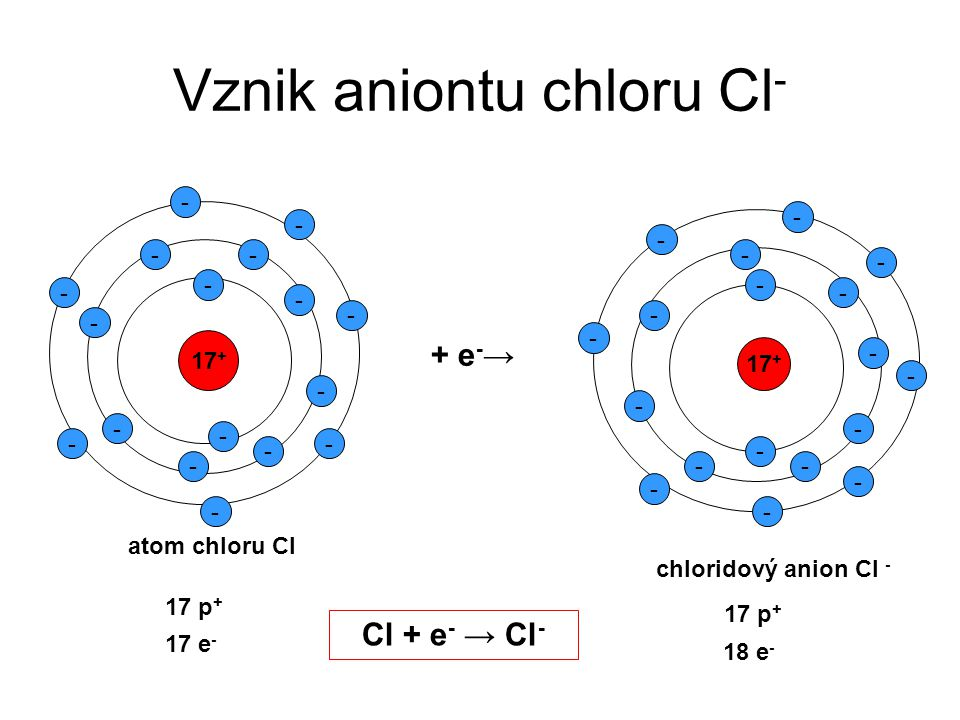 Vznik aniontu chloru Cl-
- - - - - - - - - - - - - - - - -
17+
+ e-→
- - - - - - - - - - - - - - - - - -
17+
atom chloru Cl
chloridový anion Cl -
17 p+
17 e-
Cl + e- → Cl-
17 p+
18 e-